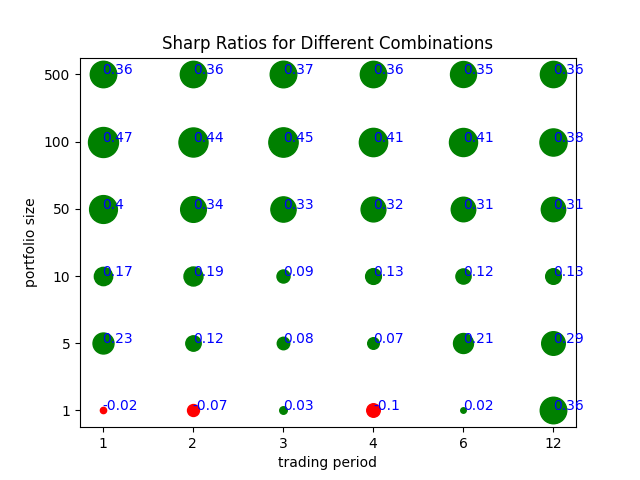 Sharp Ratios for Different Combinations
500 0.36 0.36 0.37 0.36 0.35 0.36
100 0.47 0.44 0.45 0.41 0.41 0.38
50 0.4 0.34 0.33 0.32 0.31 0.31
portfolio size
10 0.17 0.19 0.09 0.13 0.12 0.13
5 0.23 0.12 0.08 0.07 0.21 0.29
1 -0.02 -0.07 0.03 -0.1 0.02 0.36
1 2 3 4 6 12
trading period